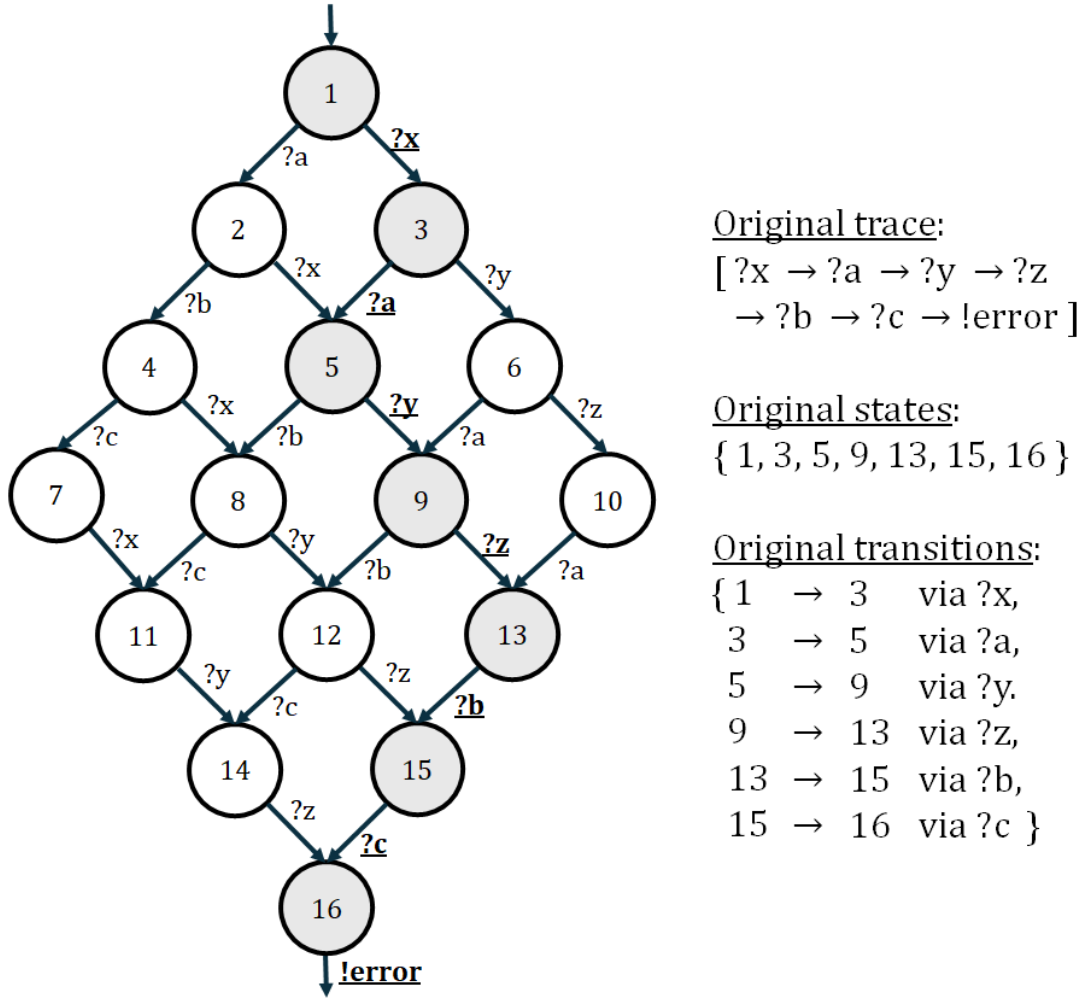 1
?a ?x
2 3
?b ?x ?a ?y
4 5 6
?c ?x ?b ?y ?a ?z
7 8 9 10
?x ?c ?y ?b ?z ?a
11 12 13
?y ?c ?z ?b
14 15
?z ?c
16
!error
Original trace:
[ ?x → ?a → ?y → ?z
→ ?b → ?c → !error ]
Original states:
{ 1, 3, 5, 9, 13, 15, 16 }
Original transitions:
{ 1 → 3 via ?x,
3 → 5 via ?a,
5 → 9 via ?y.
9 → 13 via ?z,
13 → 15 via ?b,
15 → 16 via ?c }